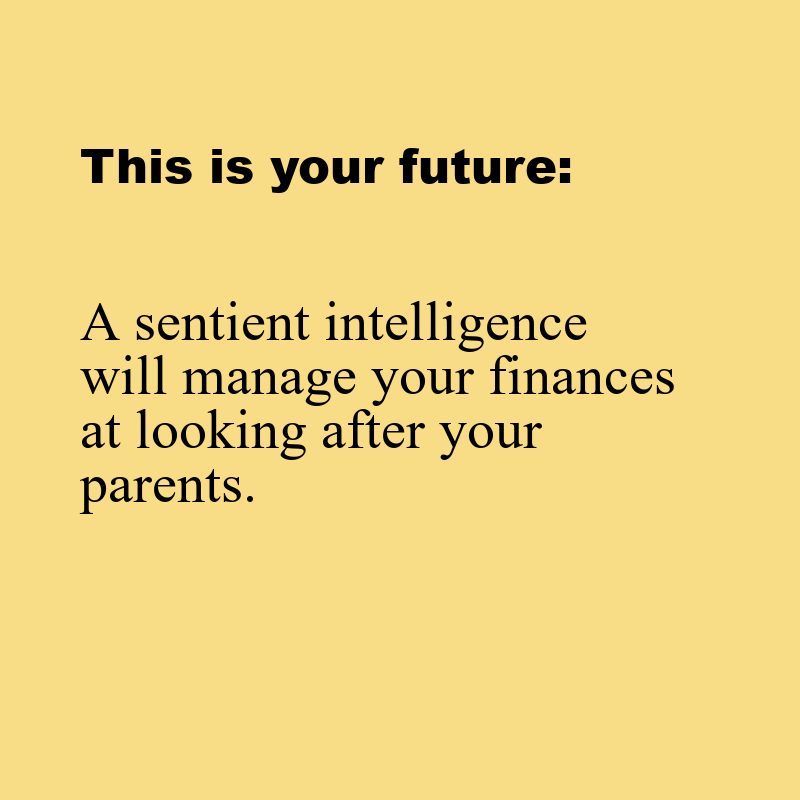 This is your future:
A sentient intelligence
will manage your finances
at looking after your
parents.